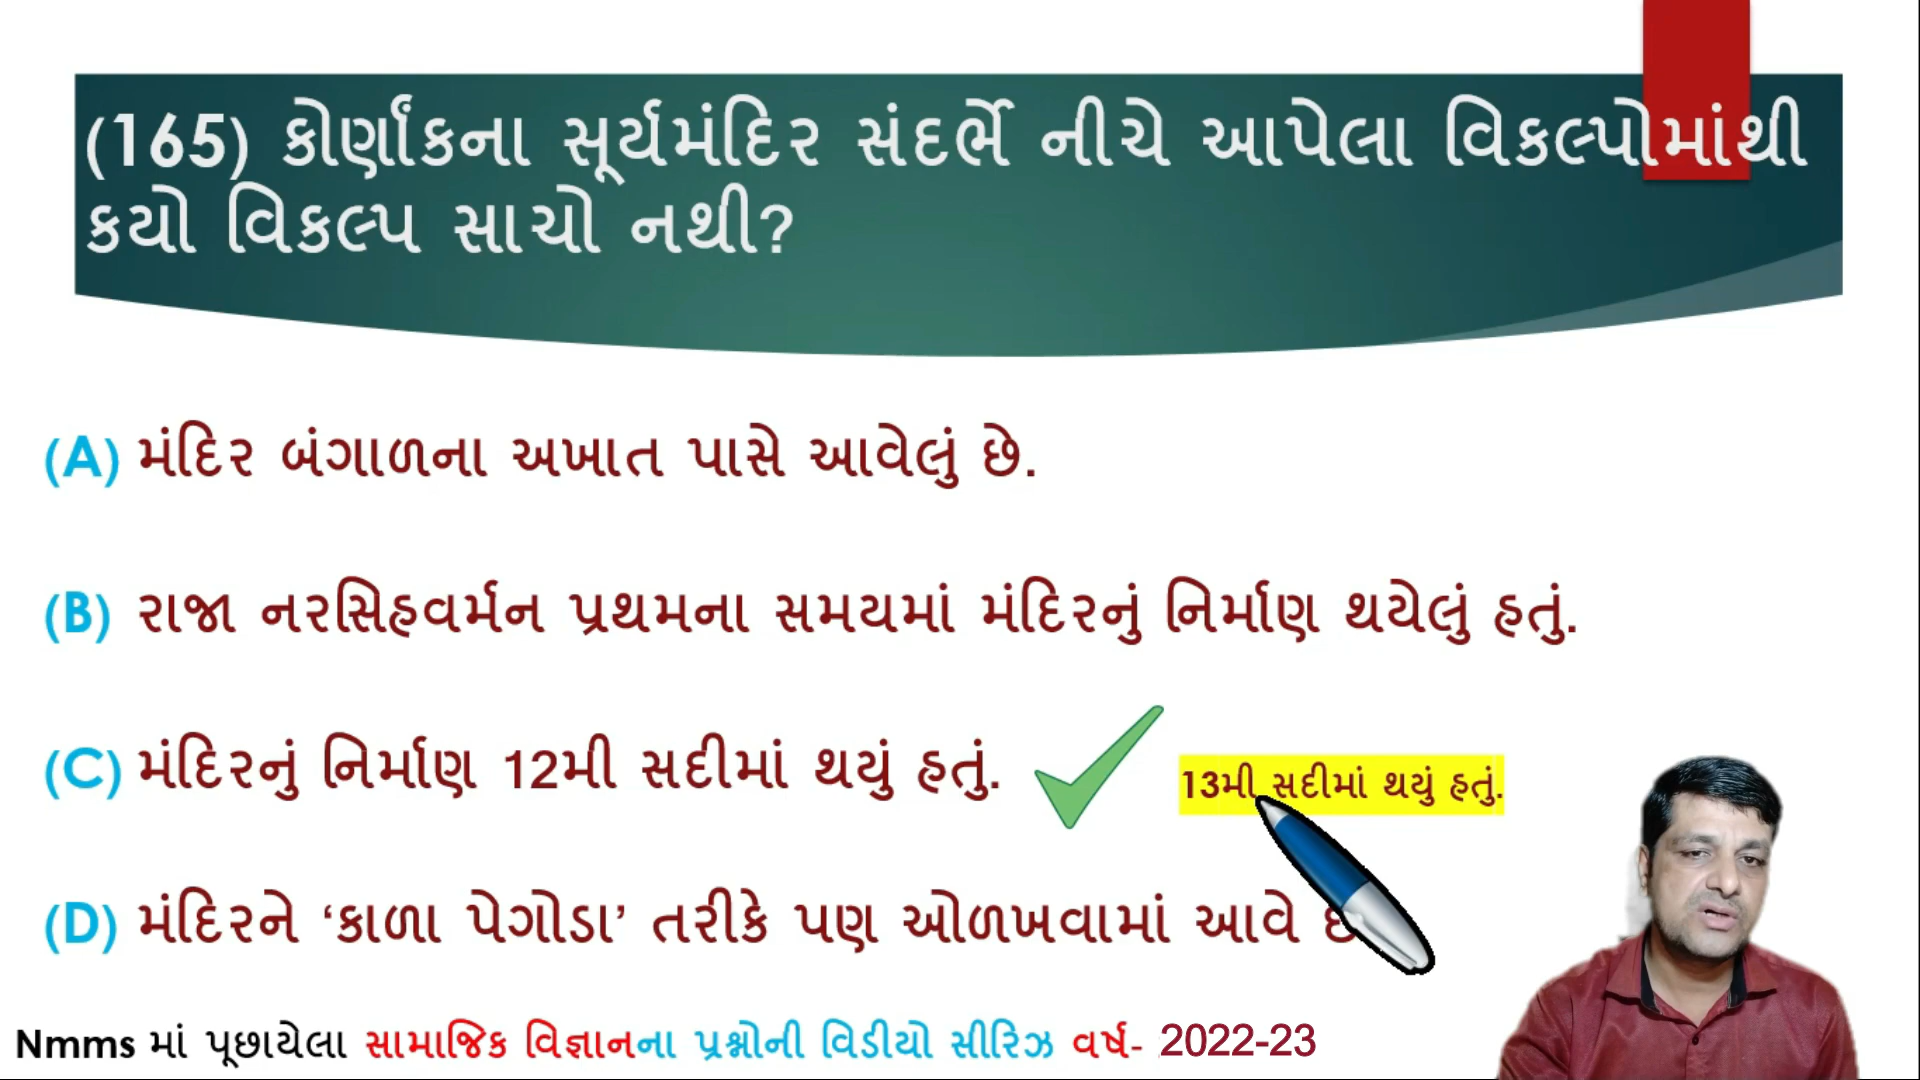 (165) કોર્ણાંકના સૂર્યમંદિર સંદર્ભે નીચે આપેલા વિકલ્પોમાંથી
કયો વિકલ્પ સાચો નથી?
(A) મંદિર બંગાળના અખાત પાસે આવેલું છે.
(B) રાજા નરસિહવર્મન પ્રથમના સમયમાં મંદિરનું નિર્માણ થયેલું હતું.
(C) મંદિરનું નિર્માણ 12મી સદીમાં થયું હતું.
13મી સદીમાં થયું હતું.
(D) મંદિરને ‘કાળા પેગોડા’ તરીકે પણ ઓળખવામાં આવે
Nmms માં પૂછાયેલા સામાજિક વિજ્ઞાનના પ્રશ્નોની વિડીયો સીરિઝ વર્ષ- 2022-23